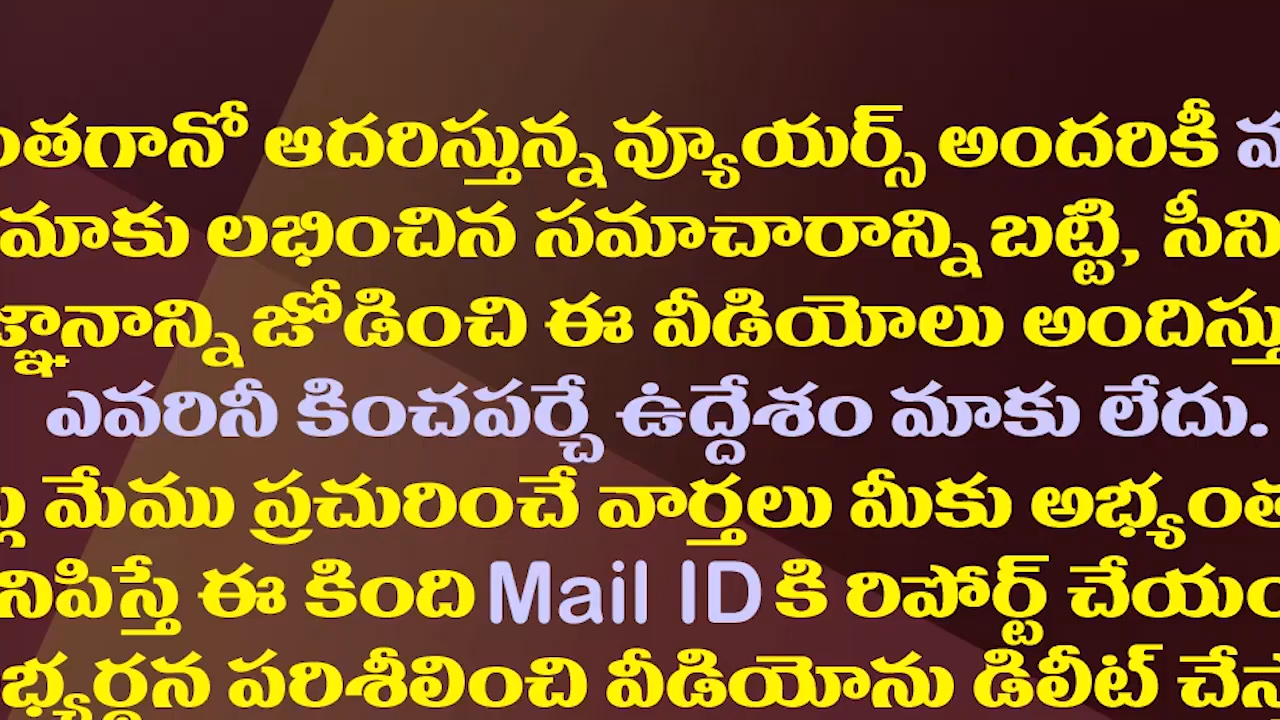 ఆదరిస్తున్న వ్యూయర్స్ అందరికీ
మాకు లభించిన సమాచారాన్ని బట్టి,
జోడించి ఈ వీడియోలు
ఎవరినీ కించపర్చే ఉద్దేశం మాకు లేదు.
మేము ప్రచురించే వార్తలు మీకు
ఈ కింది Mail ID కి రిపోర్ట్
పరిశీలించి వీడియోను డిలీట్